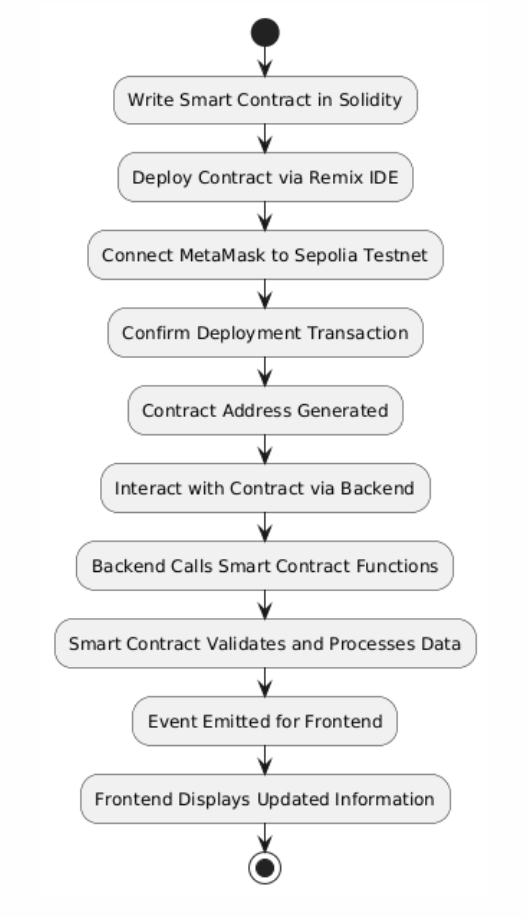 Write Smart Contract in Solidity
Deploy Contract via Remix IDE
Connect MetaMask to Sepolia Testnet
Confirm Deployment Transaction
Contract Address Generated
Interact with Contract via Backend
Backend Calls Smart Contract Functions
Smart Contract Validates and Processes Data
Event Emitted for Frontend
Frontend Displays Updated Information